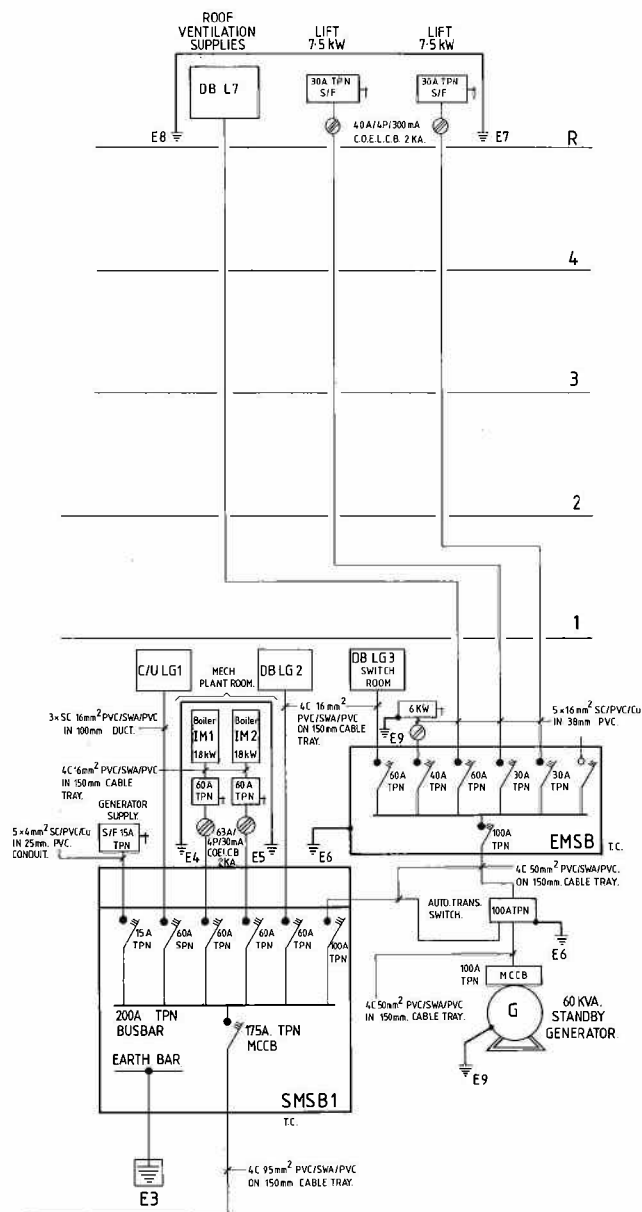 ROOF
VENTILATION
SUPPLIES
LIFT
7·5 kW
LIFT
7·5 kW
DB L7
30A TPN
S/F
30A TPN
S/F
E8
40A/4P/300mA
C.O.E.L.C.B. 2KA.
E7
R
4
3
2
1
C/U LG1
MECH
PLANT ROOM.
DB LG2
DB LG3
SWITCH
ROOM
3×SC 16mm² PVC/SWA/PVC
IN 100mm DUCT.
Boiler
IM1
18kW
Boiler
IM2
18kW
4C 16mm²
PVC/SWA/PVC
ON 150mm CABLE
TRAY.
6KW
E9
5×16mm² SC/PVC/Cu
IN 38mm PVC.
4C 16mm² PVC/SWA/PVC
IN 150mm CABLE
TRAY.
60A
TPN
60A
TPN
GENERATOR
SUPPLY.
5×4mm² SC/PVC/Cu
IN 25mm. PVC.
CONDUIT.
S/F 15A
TPN
63A/
4P/30mA
COELCB
2KA.
E4
E5
E6
60A
TPN
40A
TPN
60A
TPN
30A
TPN
30A
TPN
100A
TPN
EMSB
T.C.
4C 50mm² PVC/SWA/PVC
ON 150mm CABLE TRAY.
AUTO. TRANS.
SWITCH.
100A TPN
E6
15A
TPN
60A
SPN
60A
TPN
60A
TPN
60A
TPN
100A
TPN
100A
TPN
MCCB
G
60 KVA.
STANDBY
GENERATOR.
4C 50mm² PVC/SWA/PVC
IN 150mm. CABLE TRAY.
E9
200A TPN
BUSBAR
175A. TPN
MCCB
EARTH BAR
SMSB1
T.C.
E3
4C 95mm² PVC/SWA/PVC
ON 150mm CABLE TRAY.